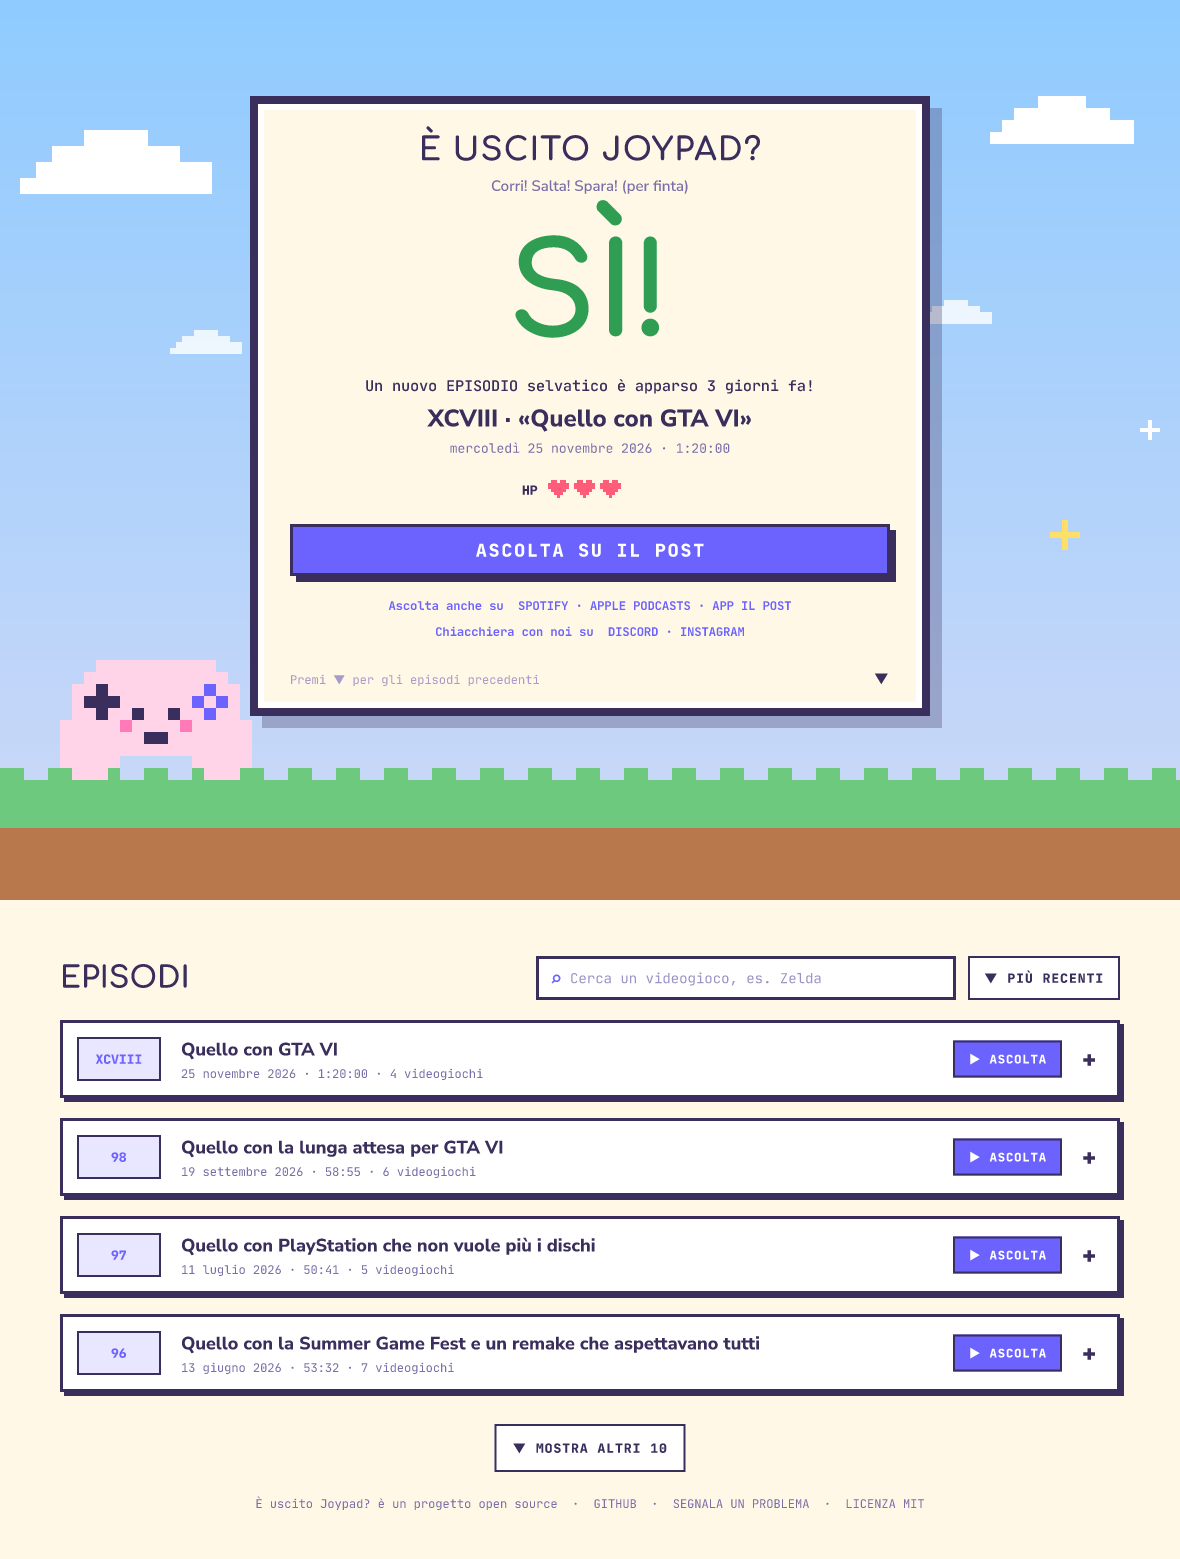 È USCITO JOYPAD?
Corri! Salta! Spara! (per finta)
SÌ!
Un nuovo EPISODIO selvatico è apparso 3 giorni fa!
XCVIII · «Quello con GTA VI»
mercoledì 25 novembre 2026 · 1:20:00
HP
ASCOLTA SU IL POST
Ascolta anche su SPOTIFY · APPLE PODCASTS · APP IL POST
Chiacchiera con noi su DISCORD · INSTAGRAM
Premi ▼ per gli episodi precedenti ▼
EPISODI
Cerca un videogioco, es. Zelda
▼ PIÙ RECENTI
XCVIII
Quello con GTA VI
25 novembre 2026 · 1:20:00 · 4 videogiochi
▶ ASCOLTA +
98
Quello con la lunga attesa per GTA VI
19 settembre 2026 · 58:55 · 6 videogiochi
▶ ASCOLTA +
97
Quello con PlayStation che non vuole più i dischi
11 luglio 2026 · 50:41 · 5 videogiochi
▶ ASCOLTA +
96
Quello con la Summer Game Fest e un remake che aspettavano tutti
13 giugno 2026 · 53:32 · 7 videogiochi
▶ ASCOLTA +
▼ MOSTRA ALTRI 10
È uscito Joypad? è un progetto open source · GITHUB · SEGNALA UN PROBLEMA · LICENZA MIT